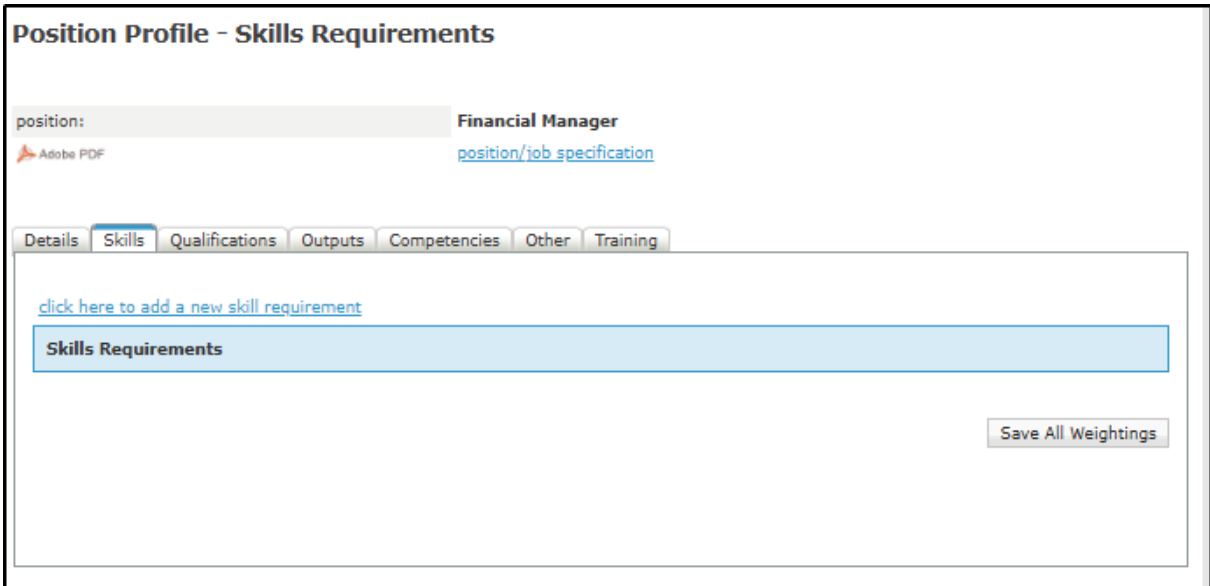 Position Profile - Skills Requirements
position: Financial Manager
Adobe PDF position/job specification
Details Skills Qualifications Outputs Competencies Other Training
click here to add a new skill requirement
Skills Requirements
Save All Weightings